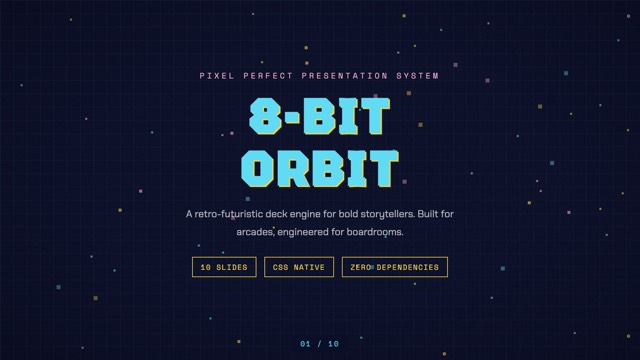 PIXEL PERFECT PRESENTATION SYSTEM
8-BIT
ORBIT
A retro-futuristic deck engine for bold storytellers. Built for
arcades, engineered for boardrooms.
10 SLIDES
CSS NATIVE
ZERO DEPENDENCIES
01 / 10